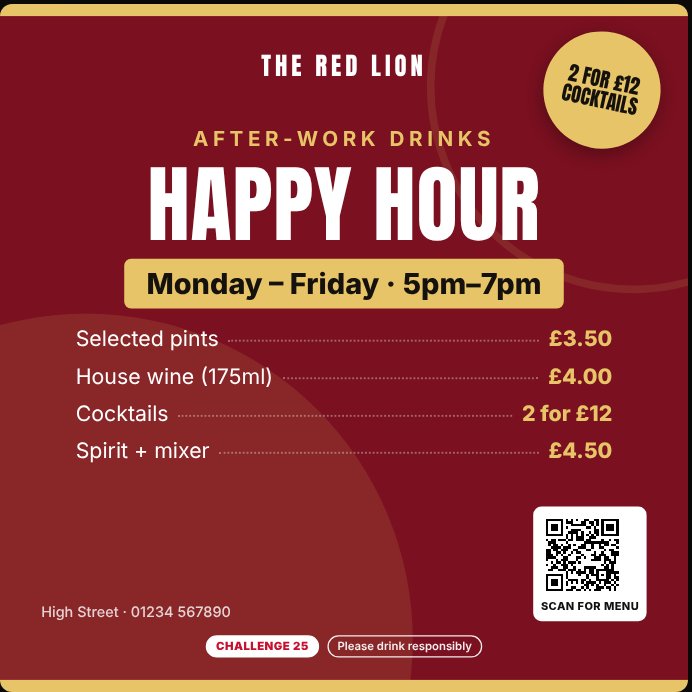 THE RED LION
2 FOR £12
COCKTAILS
AFTER-WORK DRINKS
HAPPY HOUR
Monday – Friday · 5pm–7pm
Selected pints £3.50
House wine (175ml) £4.00
Cocktails 2 for £12
Spirit + mixer £4.50
SCAN FOR MENU
High Street · 01234 567890
CHALLENGE 25
Please drink responsibly